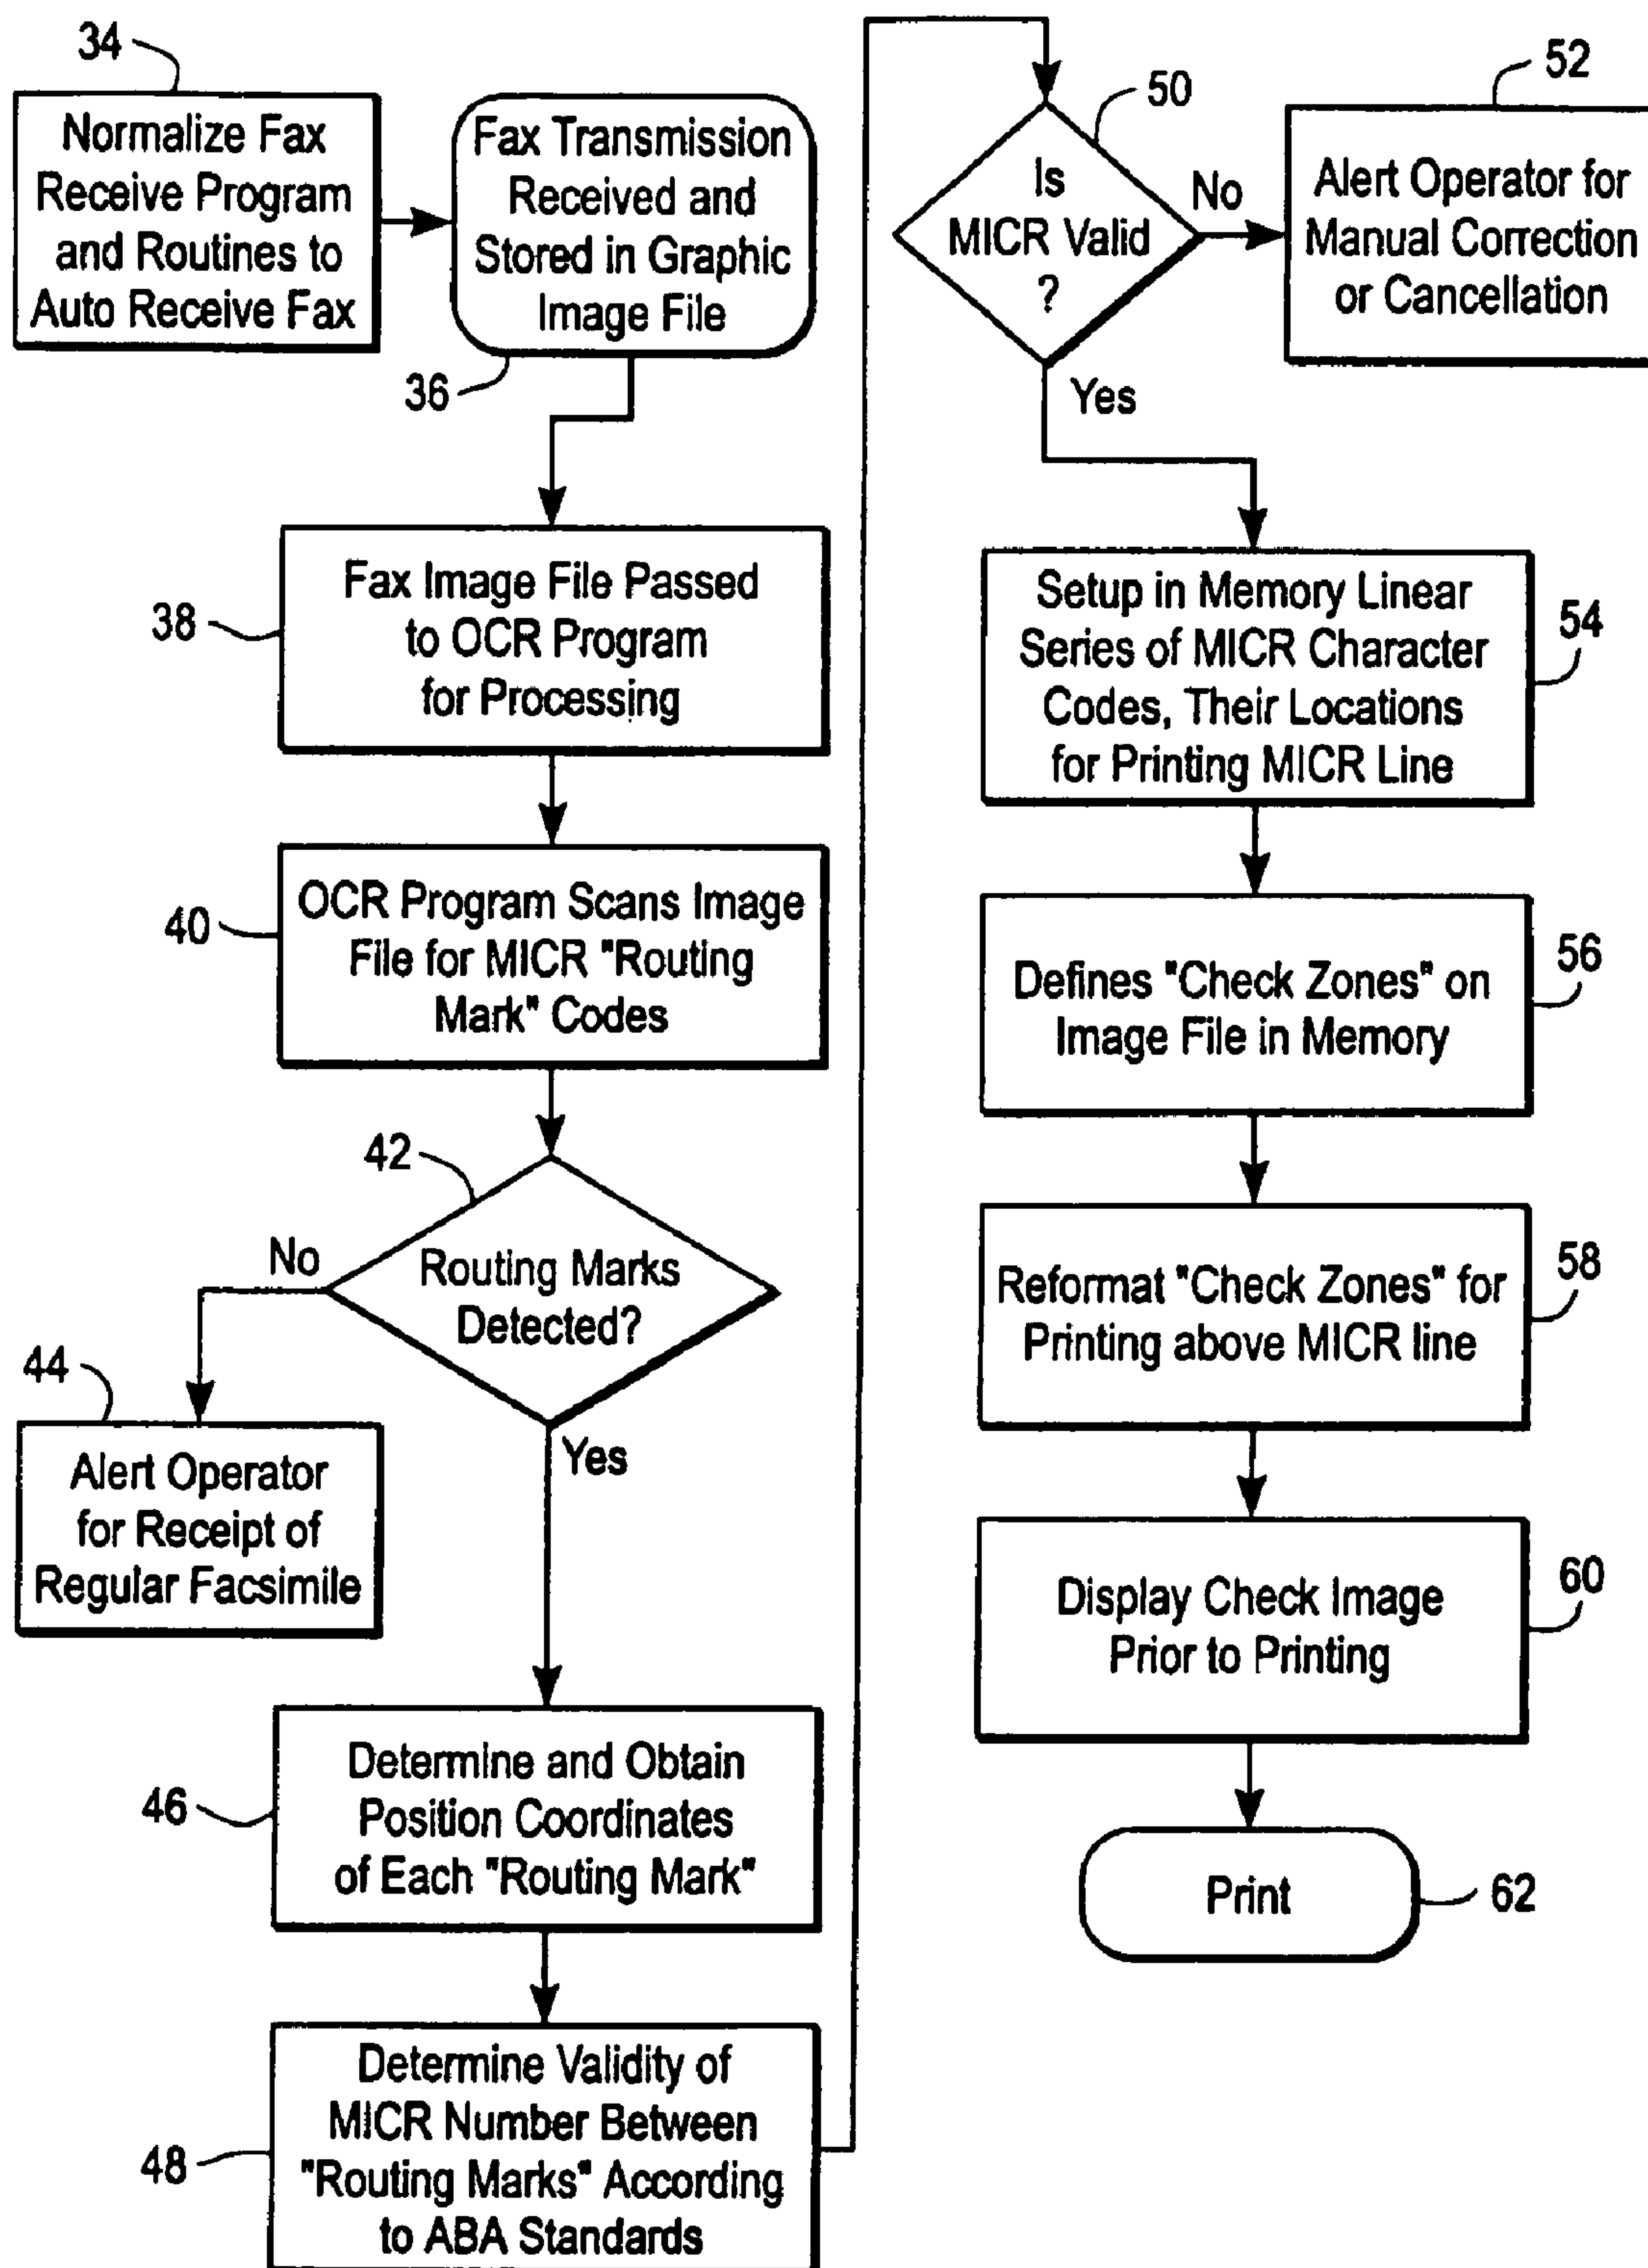 34
Normalize Fax
Receive Program
and Routines to
Auto Receive Fax
Fax Transmission
Received and
Stored in Graphic
Image File
36
38
Fax Image File Passed
to OCR Program
for Processing
40
OCR Program Scans Image
File for MICR "Routing
Mark" Codes
42
Routing Marks
Detected?
No
44
Alert Operator
for Receipt of
Regular Facsimile
Yes
46
Determine and Obtain
Position Coordinates
of Each "Routing Mark"
48
Determine Validity of
MICR Number Between
"Routing Marks" According
to ABA Standards
50
Is
MICR Valid
?
No
52
Alert Operator for
Manual Correction
or Cancellation
Yes
Setup in Memory Linear
Series of MICR Character
Codes, Their Locations
for Printing MICR Line
54
Defines "Check Zones" on
Image File in Memory
56
Reformat "Check Zones" for
Printing above MICR line
58
Display Check Image
Prior to Printing
60
Print
62